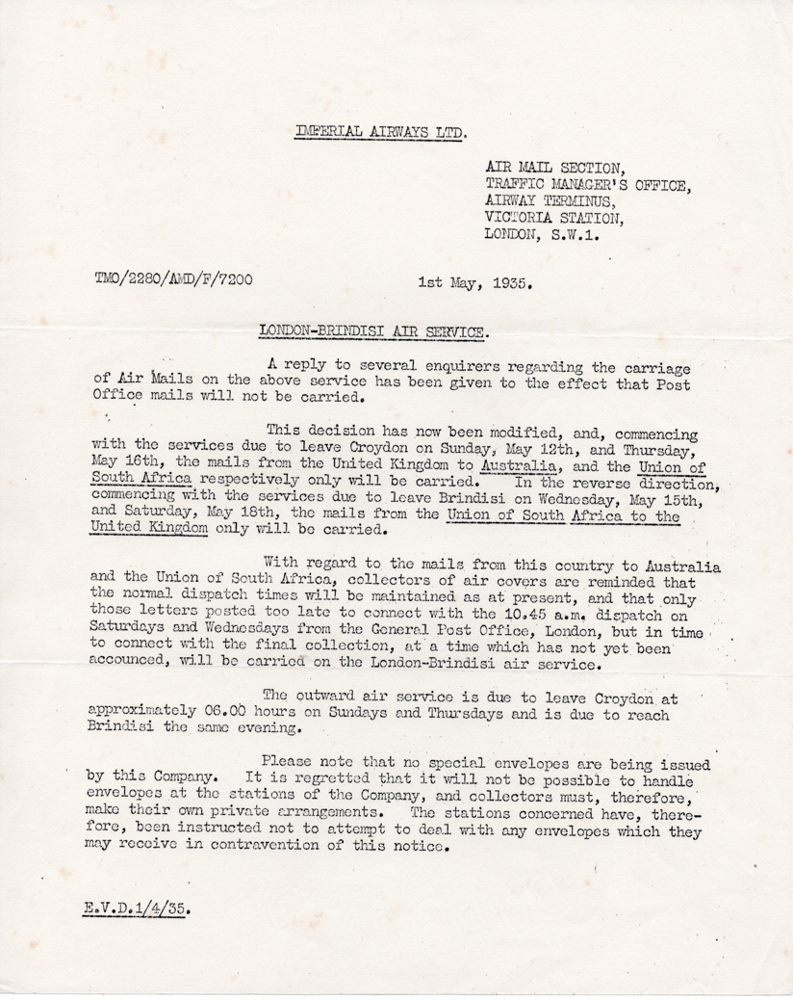 IMPERIAL AIRWAYS LTD.
AIR MAIL SECTION,
TRAFFIC MANAGER'S OFFICE,
AIRWAY TERMINUS,
VICTORIA STATION,
LONDON, S.W.1.
TMO/2280/AMD/F/7200
1st May, 1935.
LONDON-BRINDISI AIR SERVICE.
A reply to several enquirers regarding the carriage
of Air Mails on the above service has been given to the effect that Post
Office mails will not be carried.
This decision has now been modified, and, commencing
with the services due to leave Croydon on Sunday, May 12th, and Thursday,
May 16th, the mails from the United Kingdom to Australia, and the Union of
South Africa respectively only will be carried. In the reverse direction,
commencing with the services due to leave Brindisi on Wednesday, May 15th,
and Saturday, May 18th, the mails from the Union of South Africa to the
United Kingdom only will be carried.
With regard to the mails from this country to Australia
and the Union of South Africa, collectors of air covers are reminded that
the normal dispatch times will be maintained as at present, and that only
those letters posted too late to connect with the 10.45 a.m. dispatch on
Saturdays and Wednesdays from the General Post Office, London, but in time
to connect with the final collection, at a time which has not yet been
accounced, will be carried on the London-Brindisi air service.
The outward air service is due to leave Croydon at
approximately 06.00 hours on Sundays and Thursdays and is due to reach
Brindisi the same evening.
Please note that no special envelopes are being issued
by this Company. It is regretted that it will not be possible to handle
envelopes at the stations of the Company, and collectors must, therefore,
make their own private arrangements. The stations concerned have, there-
fore, been instructed not to attempt to deal with any envelopes which they
may receive in contravention of this notice.
E.V.D.1/4/35.